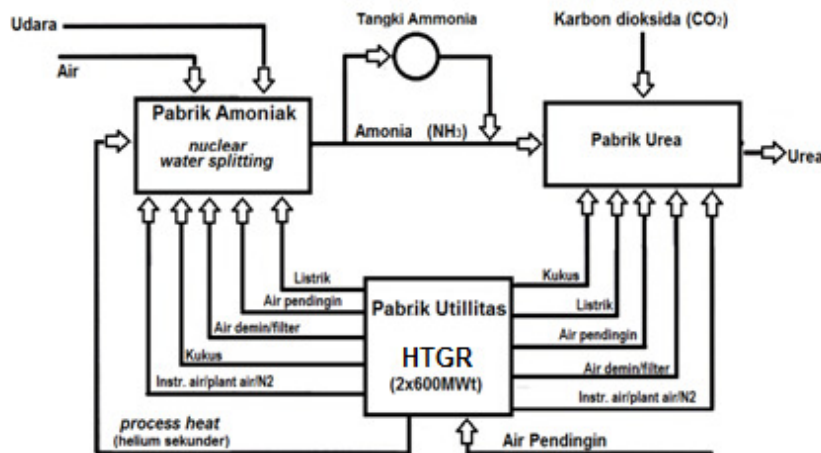 Udara
Air
Tangki Ammonia
Karbon dioksida (CO₂)
Pabrik Amoniak
nuclear
water splitting
Amonia (NH₃)
Pabrik Urea
Urea
Listrik
Air pendingin
Air demin/filter
Kukus
Instr. air/plant air/N2
Pabrik Utillitas
HTGR
(2x600MWt)
Kukus
Listrik
Air pendingin
Air demin/filter
Instr. air/plant air/N2
process heat
(helium sekunder)
Air Pendingin